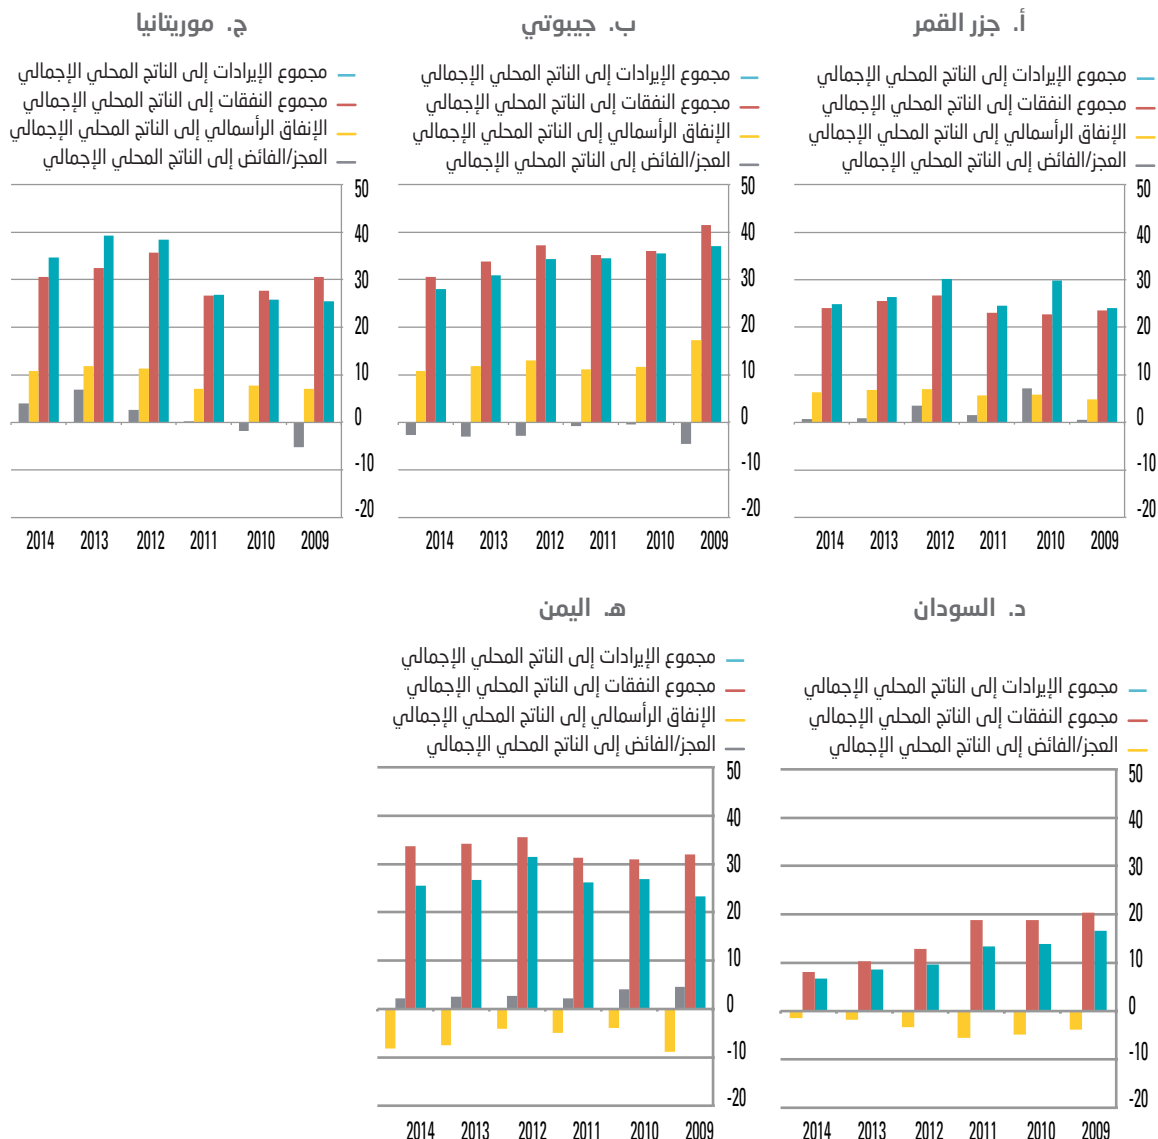 أ. جزر القمر
مجموع الإيرادات إلى الناتج المحلي الإجمالي
مجموع النفقات إلى الناتج المحلي الإجمالي
الإنفاق الرأسمالي إلى الناتج المحلي الإجمالي
العجز/الفائض إلى الناتج المحلي الإجمالي
50
40
30
20
10
0
-10
-20
2014 2013 2012 2011 2010 2009
ب. جيبوتي
مجموع الإيرادات إلى الناتج المحلي الإجمالي
مجموع النفقات إلى الناتج المحلي الإجمالي
الإنفاق الرأسمالي إلى الناتج المحلي الإجمالي
العجز/الفائض إلى الناتج المحلي الإجمالي
50
40
30
20
10
0
-10
-20
2014 2013 2012 2011 2010 2009
ج. موريتانيا
مجموع الإيرادات إلى الناتج المحلي الإجمالي
مجموع النفقات إلى الناتج المحلي الإجمالي
الإنفاق الرأسمالي إلى الناتج المحلي الإجمالي
العجز/الفائض إلى الناتج المحلي الإجمالي
50
40
30
20
10
0
-10
-20
2014 2013 2012 2011 2010 2009
د. السودان
مجموع الإيرادات إلى الناتج المحلي الإجمالي
مجموع النفقات إلى الناتج المحلي الإجمالي
العجز/الفائض إلى الناتج المحلي الإجمالي
50
40
30
20
10
0
-10
-20
2014 2013 2012 2011 2010 2009
هـ. اليمن
مجموع الإيرادات إلى الناتج المحلي الإجمالي
مجموع النفقات إلى الناتج المحلي الإجمالي
الإنفاق الرأسمالي إلى الناتج المحلي الإجمالي
العجز/الفائض إلى الناتج المحلي الإجمالي
50
40
30
20
10
0
-10
-20
2014 2013 2012 2011 2010 2009